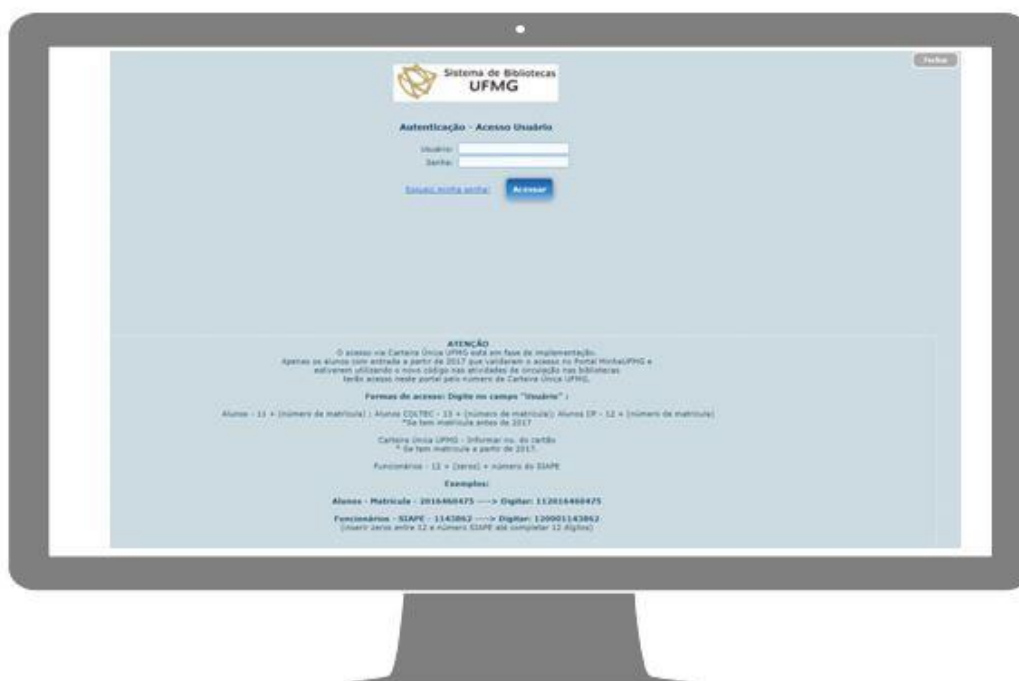 Fechar
Sistema de Bibliotecas
UFMG
Autenticação - Acesso Usuário
Usuário:
Senha:
Esqueci minha senha!
Acessar
ATENÇÃO
O acesso via Carteira Única UFMG está em fase de implementação.
Apenas os alunos com entrada a partir de 2017 que validaram o acesso no Portal MinhaUFMG e
estiverem utilizando o novo código nas atividades de circulação nas bibliotecas
terão acesso neste portal pelo número da Carteira Única UFMG.
Formas de acesso: Digite no campo "Usuário" :
Alunos - 11 + (número de matrícula) ; Alunos COLTEC - 13 + (número de matrícula); Alunos CP - 12 + (número de matrícula)
*Se tem matrícula antes de 2017
Carteira Única UFMG - Informar no. do cartão
* Se tem matrícula a partir de 2017.
Funcionários - 12 + (zeros) + número do SIAPE
Exemplos:
Alunos - Matrícula - 2016460475 ----> Digitar: 112016460475
Funcionários - SIAPE - 1143862 ----> Digitar: 120001143862
(inserir zeros entre 12 e número SIAPE até completar 12 dígitos)